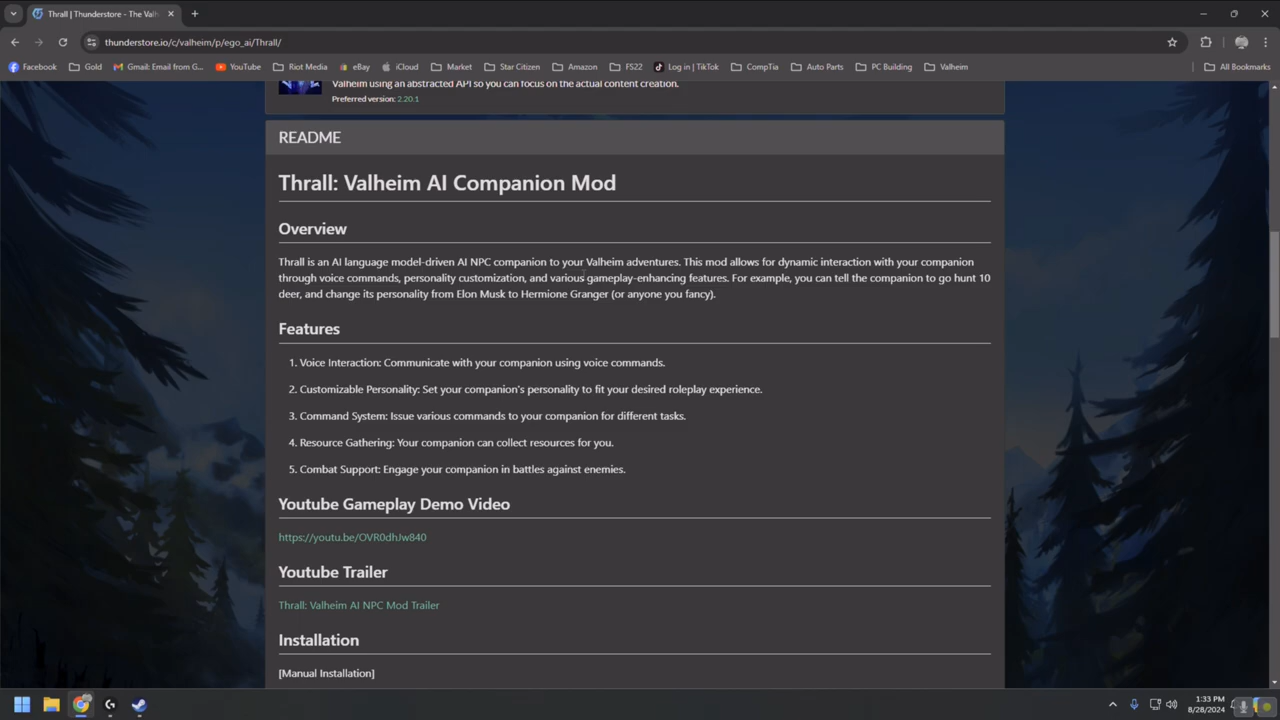 Thrall | Thunderstore - The Valh
thunderstore.io/c/valheim/p/ego_ai/Thrall/
Facebook Gold Gmail: Email from G... YouTube Riot Media eBay iCloud Market Star Citizen Amazon FS22 Log in | TikTok CompTia Auto Parts PC Building Valheim All Bookmarks
Valheim using an abstracted API so you can focus on the actual content creation.
Preferred version: 2.20.1
README
Thrall: Valheim AI Companion Mod
Overview
Thrall is an AI language model-driven AI NPC companion to your Valheim adventures. This mod allows for dynamic interaction with your companion
through voice commands, personality customization, and various gameplay-enhancing features. For example, you can tell the companion to go hunt 10
deer, and change its personality from Elon Musk to Hermione Granger (or anyone you fancy).
Features
1. Voice Interaction: Communicate with your companion using voice commands.
2. Customizable Personality: Set your companion's personality to fit your desired roleplay experience.
3. Command System: Issue various commands to your companion for different tasks.
4. Resource Gathering: Your companion can collect resources for you.
5. Combat Support: Engage your companion in battles against enemies.
Youtube Gameplay Demo Video
https://youtu.be/OVR0dhJw840
Youtube Trailer
Thrall: Valheim AI NPC Mod Trailer
Installation
[Manual Installation]
1:33 PM
8/28/2024